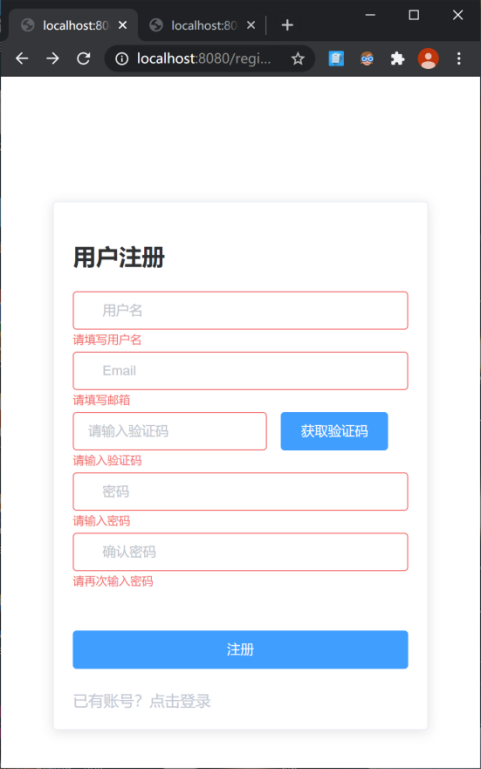 localhost:80
localhost:80
localhost:8080/regi...
用户注册
用户名
请填写用户名
Email
请填写邮箱
请输入验证码 获取验证码
请输入验证码
密码
请输入密码
确认密码
请再次输入密码
注册
已有账号？点击登录